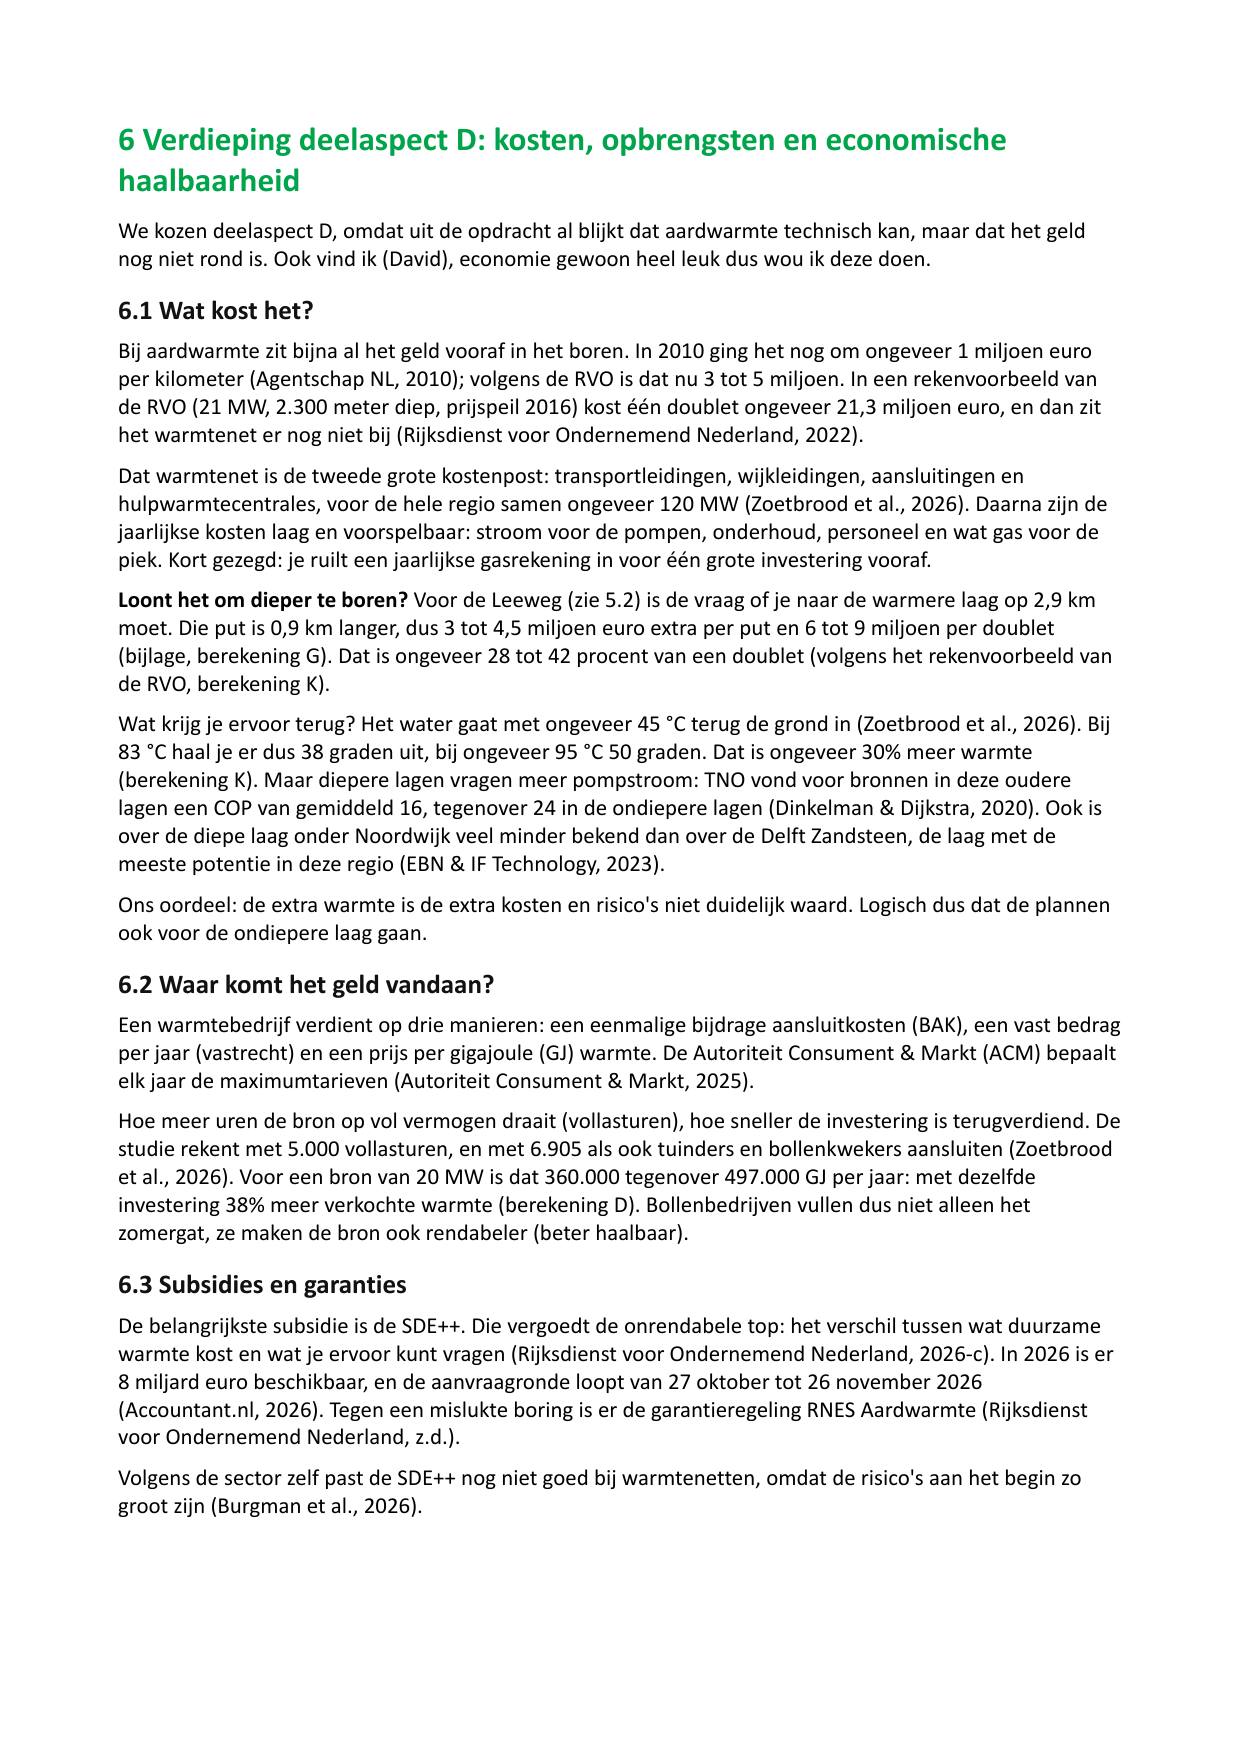 6 Verdieping deelaspect D: kosten, opbrengsten en economische
haalbaarheid
We kozen deelaspect D, omdat uit de opdracht al blijkt dat aardwarmte technisch kan, maar dat het geld
nog niet rond is. Ook vind ik (David), economie gewoon heel leuk dus wou ik deze doen.
6.1 Wat kost het?
Bij aardwarmte zit bijna al het geld vooraf in het boren. In 2010 ging het nog om ongeveer 1 miljoen euro
per kilometer (Agentschap NL, 2010); volgens de RVO is dat nu 3 tot 5 miljoen. In een rekenvoorbeeld van
de RVO (21 MW, 2.300 meter diep, prijspeil 2016) kost één doublet ongeveer 21,3 miljoen euro, en dan zit
het warmtenet er nog niet bij (Rijksdienst voor Ondernemend Nederland, 2022).
Dat warmtenet is de tweede grote kostenpost: transportleidingen, wijkleidingen, aansluitingen en
hulpwarmtecentrales, voor de hele regio samen ongeveer 120 MW (Zoetbrood et al., 2026). Daarna zijn de
jaarlijkse kosten laag en voorspelbaar: stroom voor de pompen, onderhoud, personeel en wat gas voor de
piek. Kort gezegd: je ruilt een jaarlijkse gasrekening in voor één grote investering vooraf.
Loont het om dieper te boren? Voor de Leeweg (zie 5.2) is de vraag of je naar de warmere laag op 2,9 km
moet. Die put is 0,9 km langer, dus 3 tot 4,5 miljoen euro extra per put en 6 tot 9 miljoen per doublet
(bijlage, berekening G). Dat is ongeveer 28 tot 42 procent van een doublet (volgens het rekenvoorbeeld van
de RVO, berekening K).
Wat krijg je ervoor terug? Het water gaat met ongeveer 45 °C terug de grond in (Zoetbrood et al., 2026). Bij
83 °C haal je er dus 38 graden uit, bij ongeveer 95 °C 50 graden. Dat is ongeveer 30% meer warmte
(berekening K). Maar diepere lagen vragen meer pompstroom: TNO vond voor bronnen in deze oudere
lagen een COP van gemiddeld 16, tegenover 24 in de ondiepere lagen (Dinkelman & Dijkstra, 2020). Ook is
over de diepe laag onder Noordwijk veel minder bekend dan over de Delft Zandsteen, de laag met de
meeste potentie in deze regio (EBN & IF Technology, 2023).
Ons oordeel: de extra warmte is de extra kosten en risico's niet duidelijk waard. Logisch dus dat de plannen
ook voor de ondiepere laag gaan.
6.2 Waar komt het geld vandaan?
Een warmtebedrijf verdient op drie manieren: een eenmalige bijdrage aansluitkosten (BAK), een vast bedrag
per jaar (vastrecht) en een prijs per gigajoule (GJ) warmte. De Autoriteit Consument & Markt (ACM) bepaalt
elk jaar de maximumtarieven (Autoriteit Consument & Markt, 2025).
Hoe meer uren de bron op vol vermogen draait (vollasturen), hoe sneller de investering is terugverdiend. De
studie rekent met 5.000 vollasturen, en met 6.905 als ook tuinders en bollenkwekers aansluiten (Zoetbrood
et al., 2026). Voor een bron van 20 MW is dat 360.000 tegenover 497.000 GJ per jaar: met dezelfde
investering 38% meer verkochte warmte (berekening D). Bollenbedrijven vullen dus niet alleen het
zomergat, ze maken de bron ook rendabeler (beter haalbaar).
6.3 Subsidies en garanties
De belangrijkste subsidie is de SDE++. Die vergoedt de onrendabele top: het verschil tussen wat duurzame
warmte kost en wat je ervoor kunt vragen (Rijksdienst voor Ondernemend Nederland, 2026-c). In 2026 is er
8 miljard euro beschikbaar, en de aanvraagronde loopt van 27 oktober tot 26 november 2026
(Accountant.nl, 2026). Tegen een mislukte boring is er de garantieregeling RNES Aardwarmte (Rijksdienst
voor Ondernemend Nederland, z.d.).
Volgens de sector zelf past de SDE++ nog niet goed bij warmtenetten, omdat de risico's aan het begin zo
groot zijn (Burgman et al., 2026).